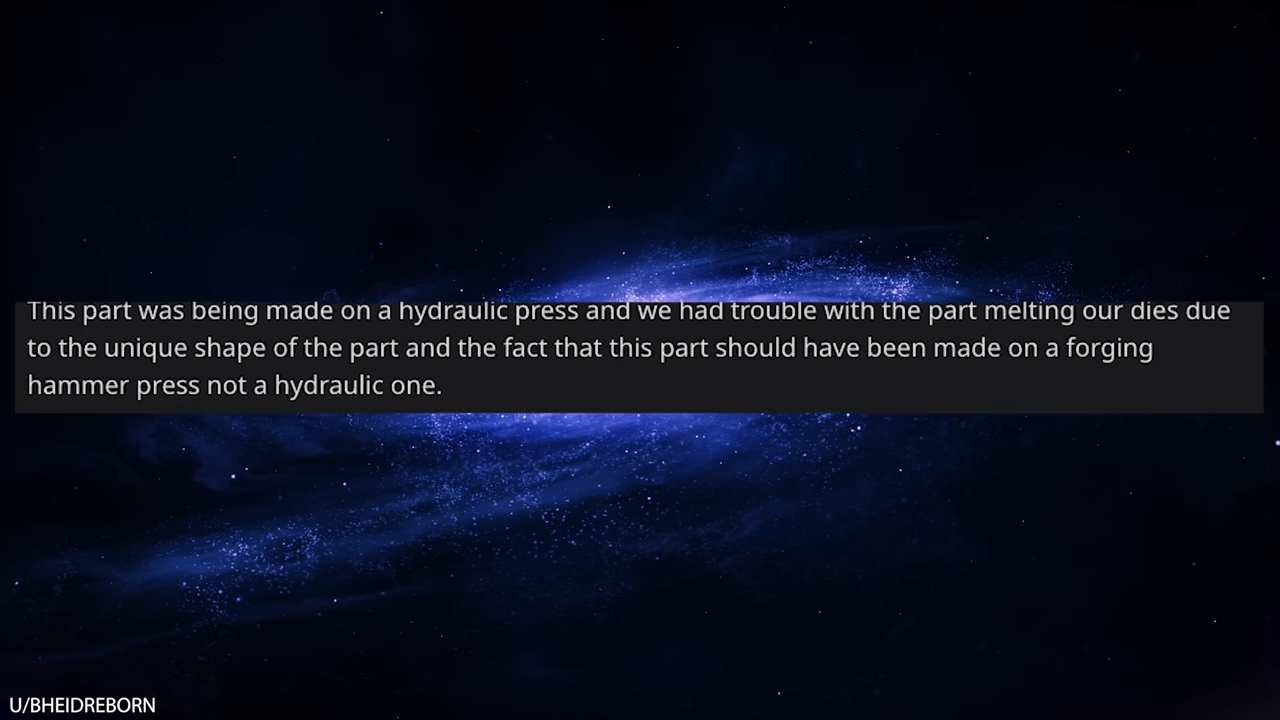 This part was being made on a hydraulic press and we had trouble with the part melting our dies due
to the unique shape of the part and the fact that this part should have been made on a forging
hammer press not a hydraulic one.
U/BHEIDREBORN